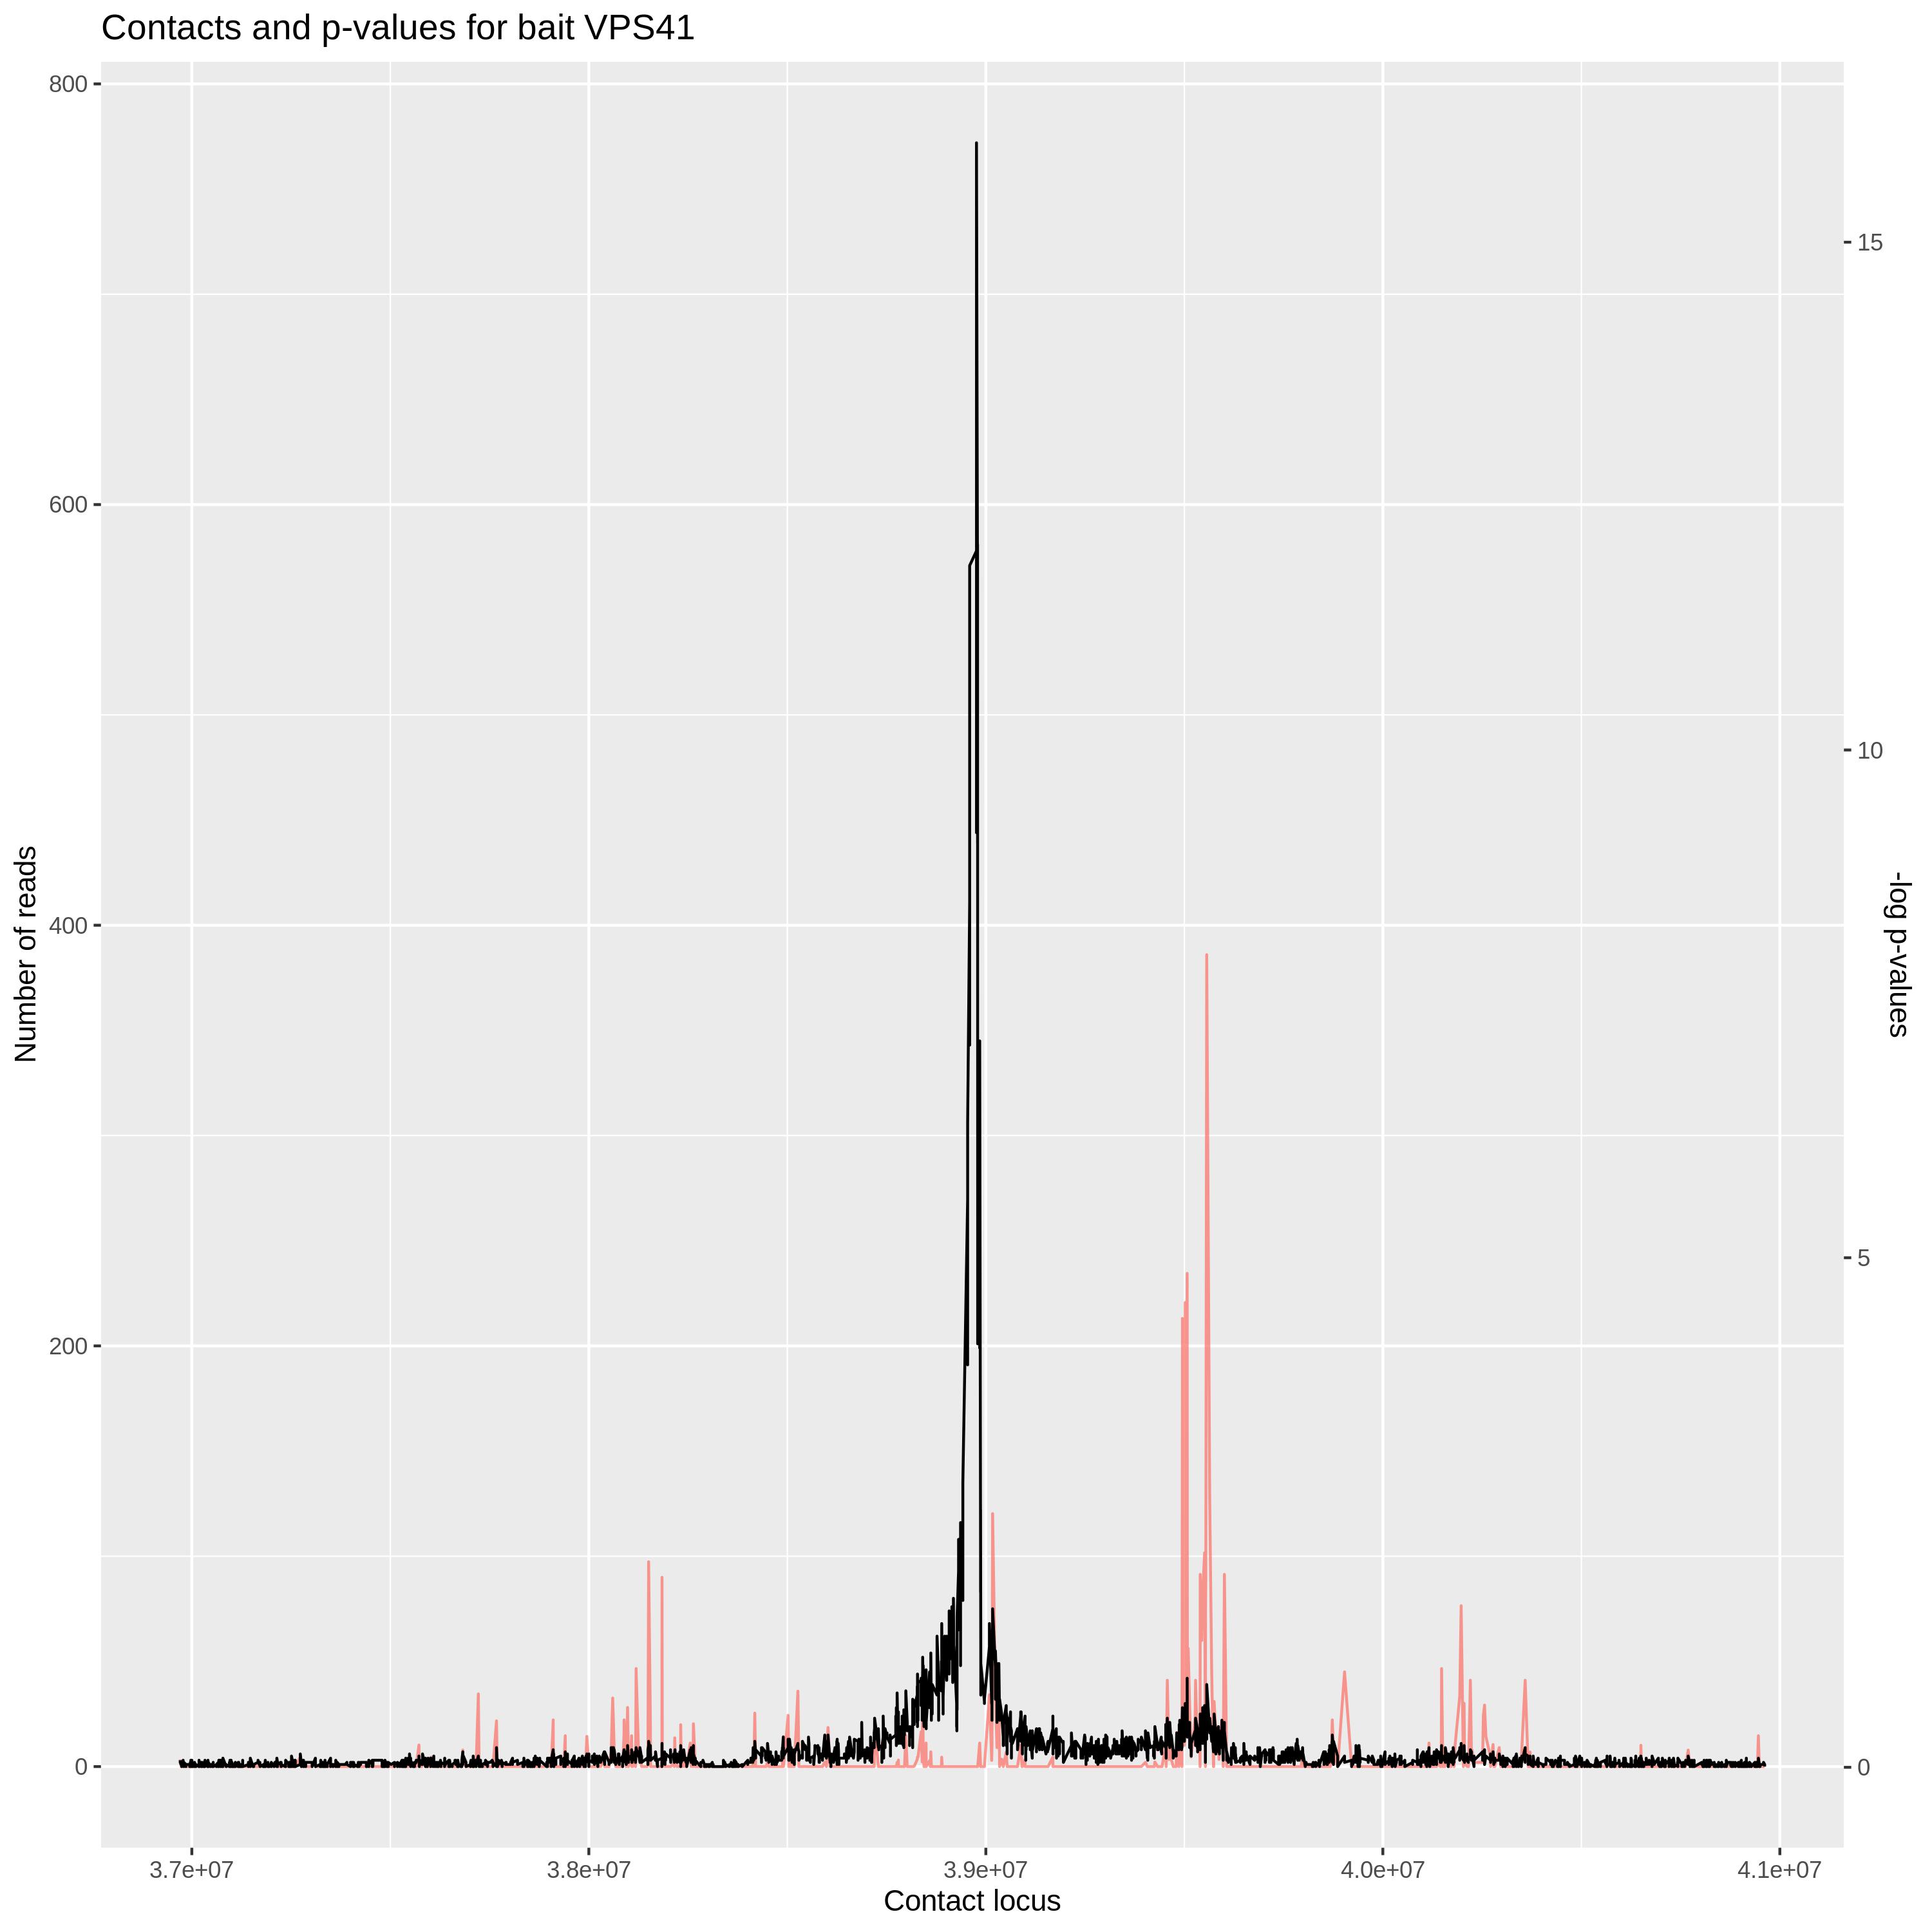 Contacts and p-values for bait VPS41
800
600
400
200
0
Number of reads
15
10
5
0
-log p-values
3.7e+07
3.8e+07
3.9e+07
4.0e+07
4.1e+07
Contact locus